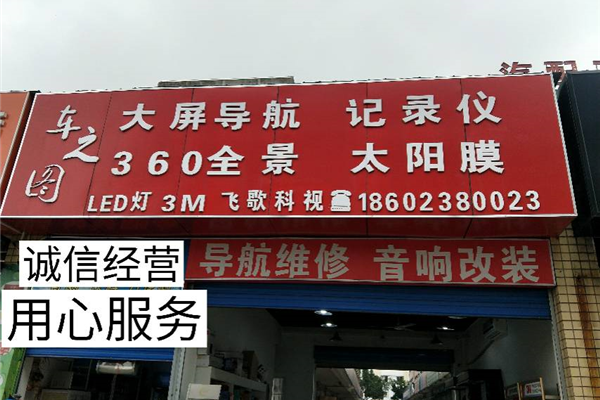 车之图
大屏导航 记录仪
360全景 太阳膜
LED灯 3M 飞歌科视☎18602380023
导航维修 音响改装
诚信经营
用心服务
汽配